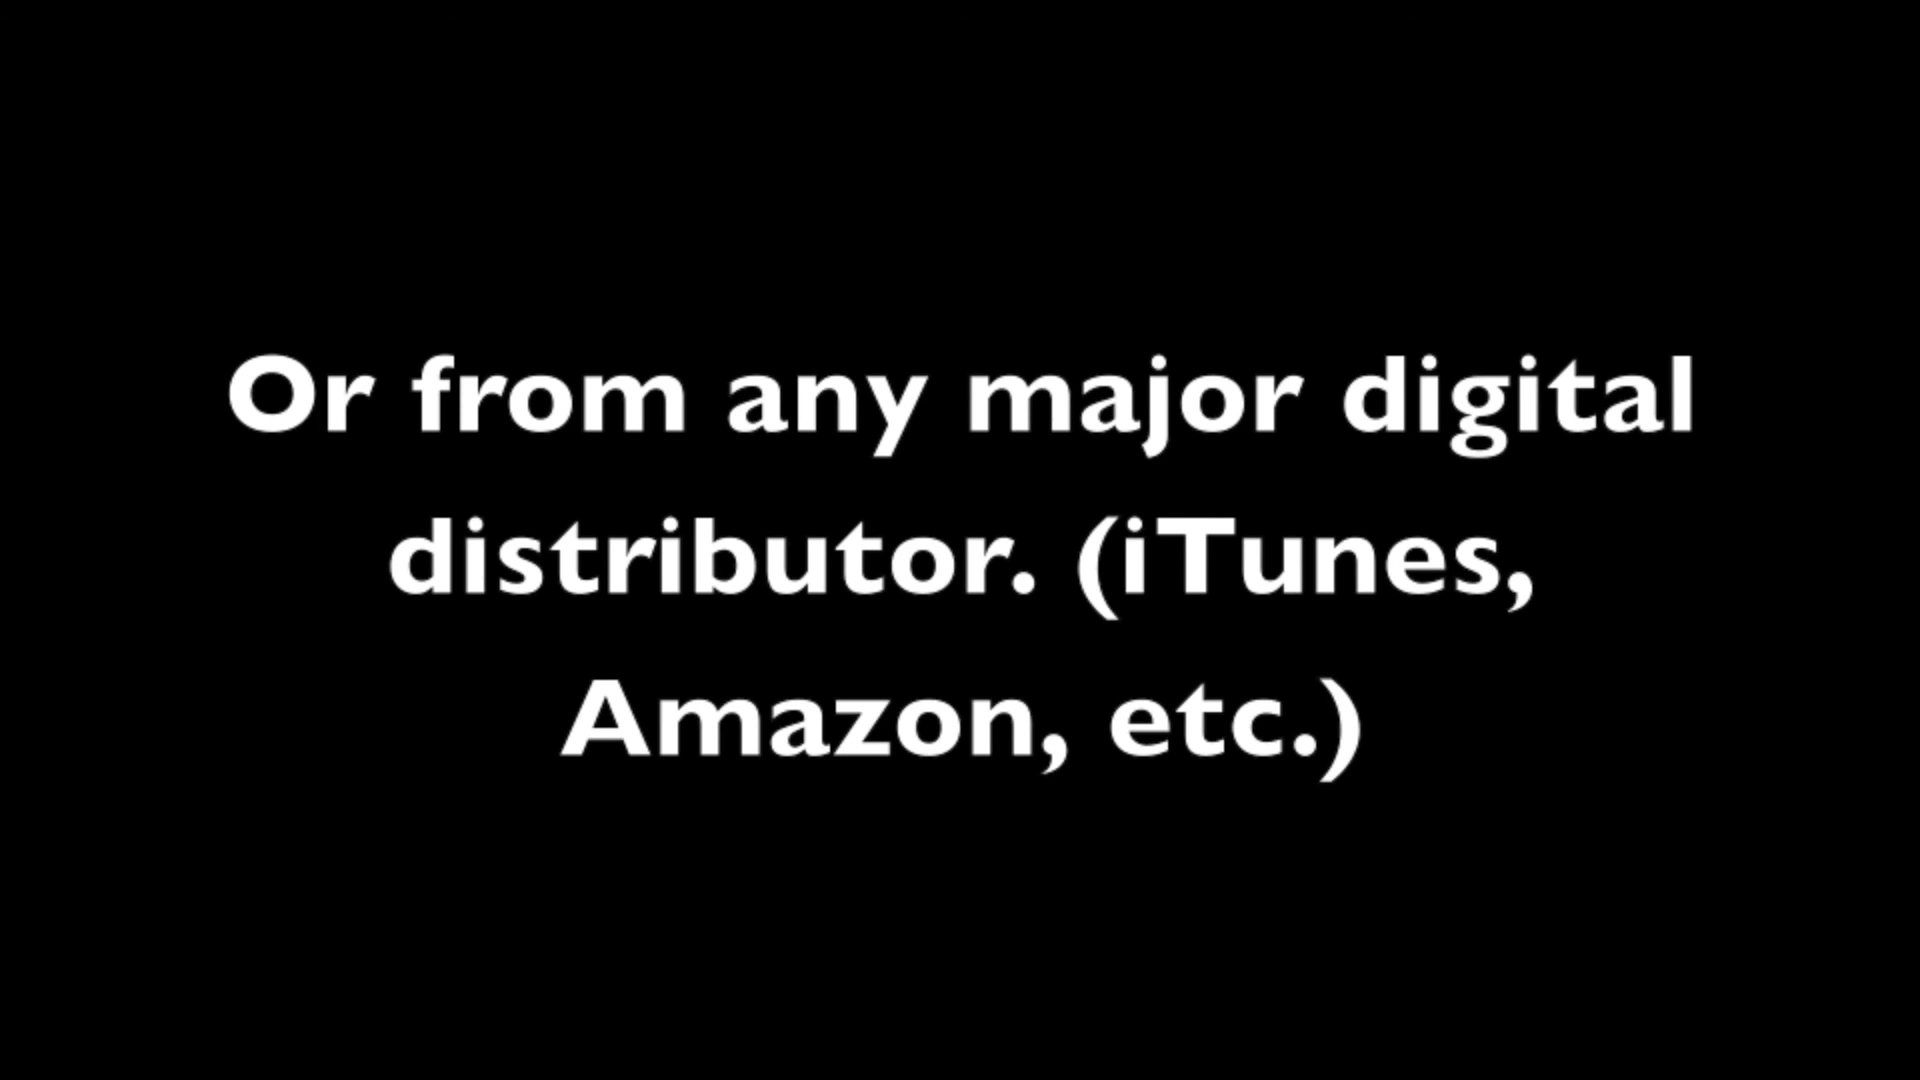 Or from any major digital
distributor. (iTunes,
Amazon, etc.)